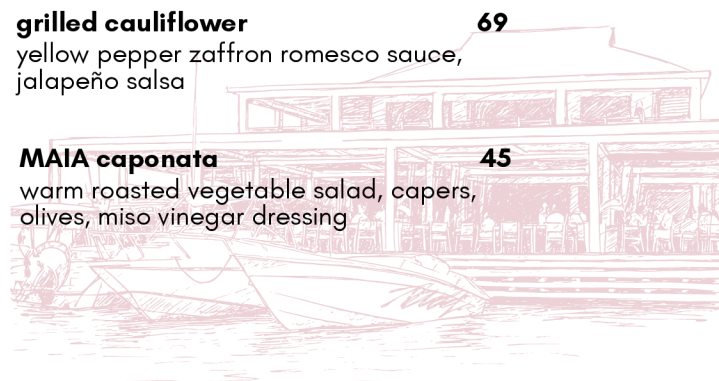 grilled cauliflower 69
yellow pepper zaffron romesco sauce,
jalapeño salsa
MAIA caponata 45
warm roasted vegetable salad, capers,
olives, miso vinegar dressing